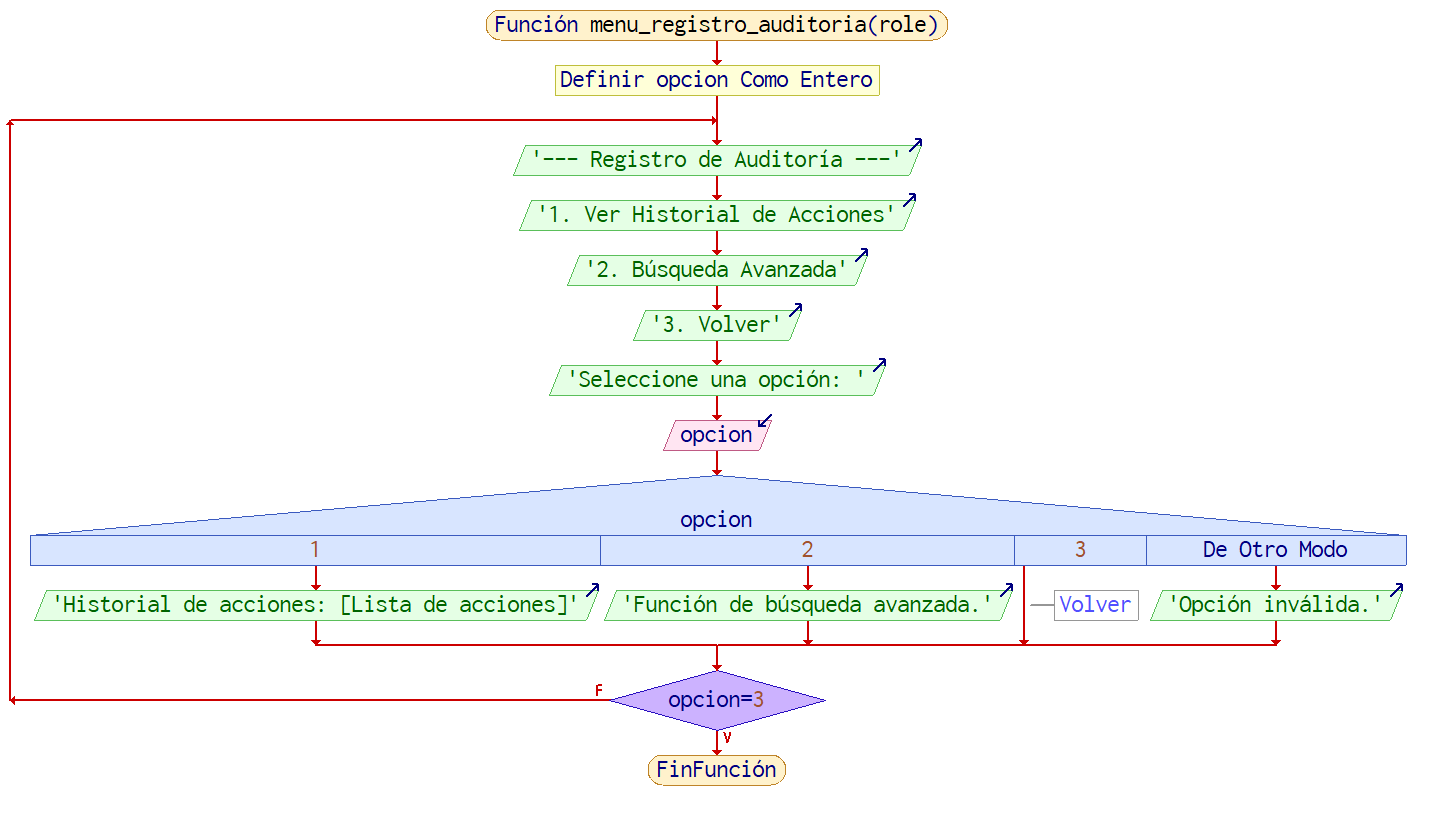 Función menu_registro_auditoria(role)
Definir opcion Como Entero
'--- Registro de Auditoría ---'
'1. Ver Historial de Acciones'
'2. Búsqueda Avanzada'
'3. Volver'
'Seleccione una opción: '
opcion
opcion
1 2 3 De Otro Modo
'Historial de acciones: [Lista de acciones]' 'Función de búsqueda avanzada.' Volver 'Opción inválida.'
F
opcion=3
V
FinFunción